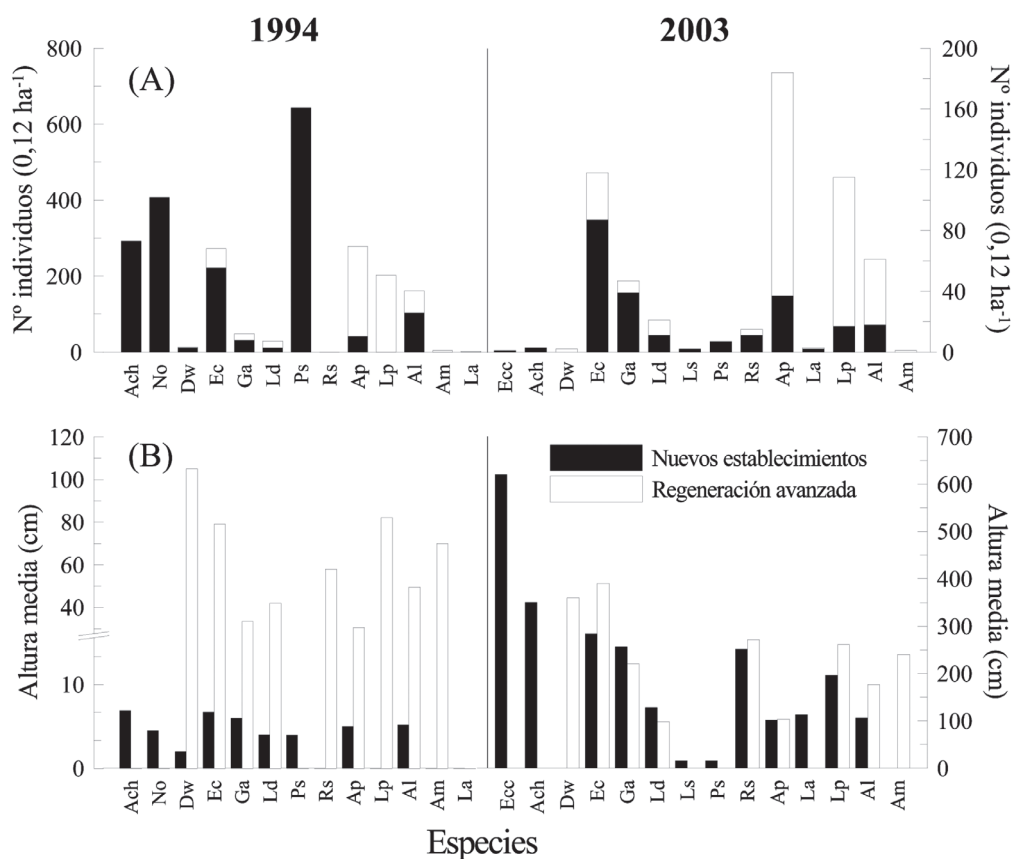 1994
2003
800
600
400
200
0
Nº individuos (0,12 ha⁻¹)
(A)
200
160
120
80
40
0
Nº individuos (0,12 ha⁻¹)
Ach No Dw Ec Ga Ld Ps Rs Ap Lp Al Am La
Ecc Ach Dw Ec Ga Ld Ls Ps Rs Ap La Lp Al Am
120
100
80
60
40
10
0
Altura media (cm)
(B)
Nuevos establecimientos
Regeneración avanzada
700
600
500
400
300
200
100
0
Altura media (cm)
Ach No Dw Ec Ga Ld Ps Rs Ap Lp Al Am La
Ecc Ach Dw Ec Ga Ld Ls Ps Rs Ap La Lp Al Am
Especies